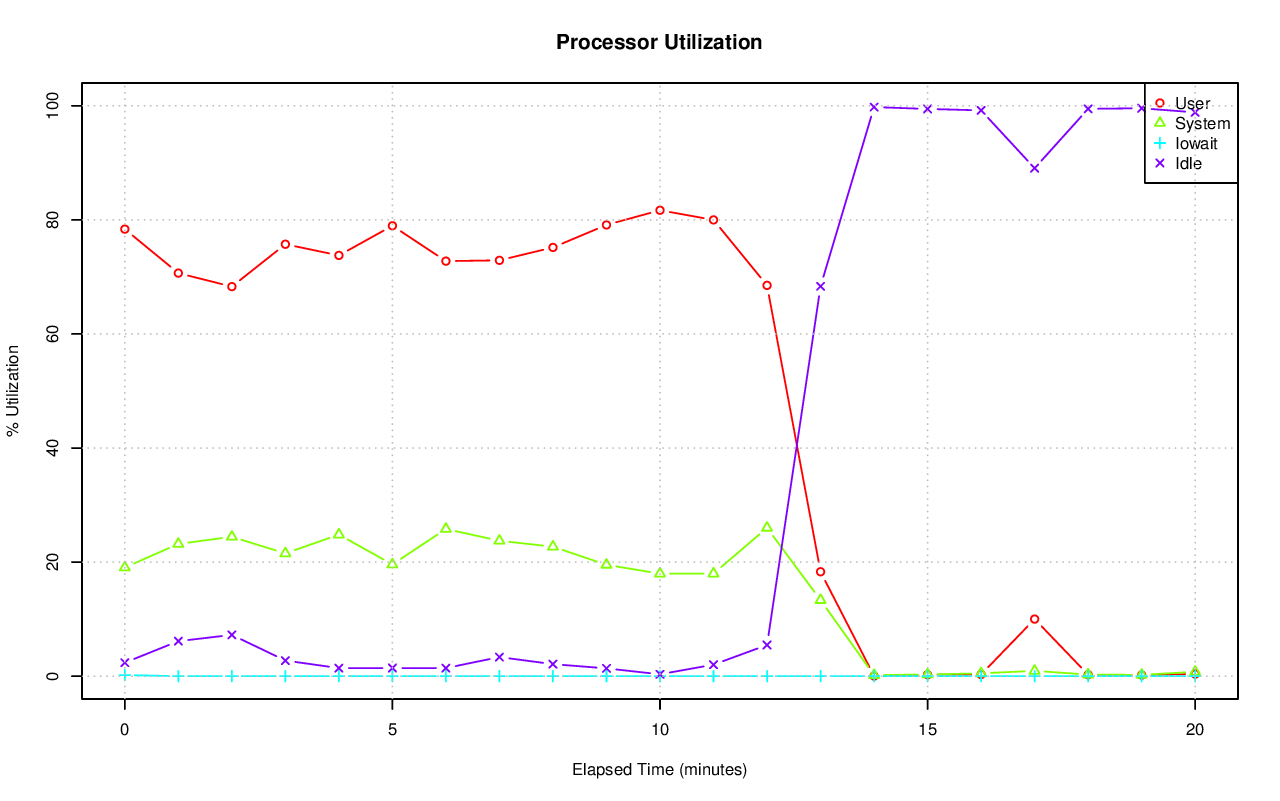 Processor Utilization
100
80
60
40
20
0
% Utilization
User
System
Iowait
Idle
0 5 10 15 20
Elapsed Time (minutes)